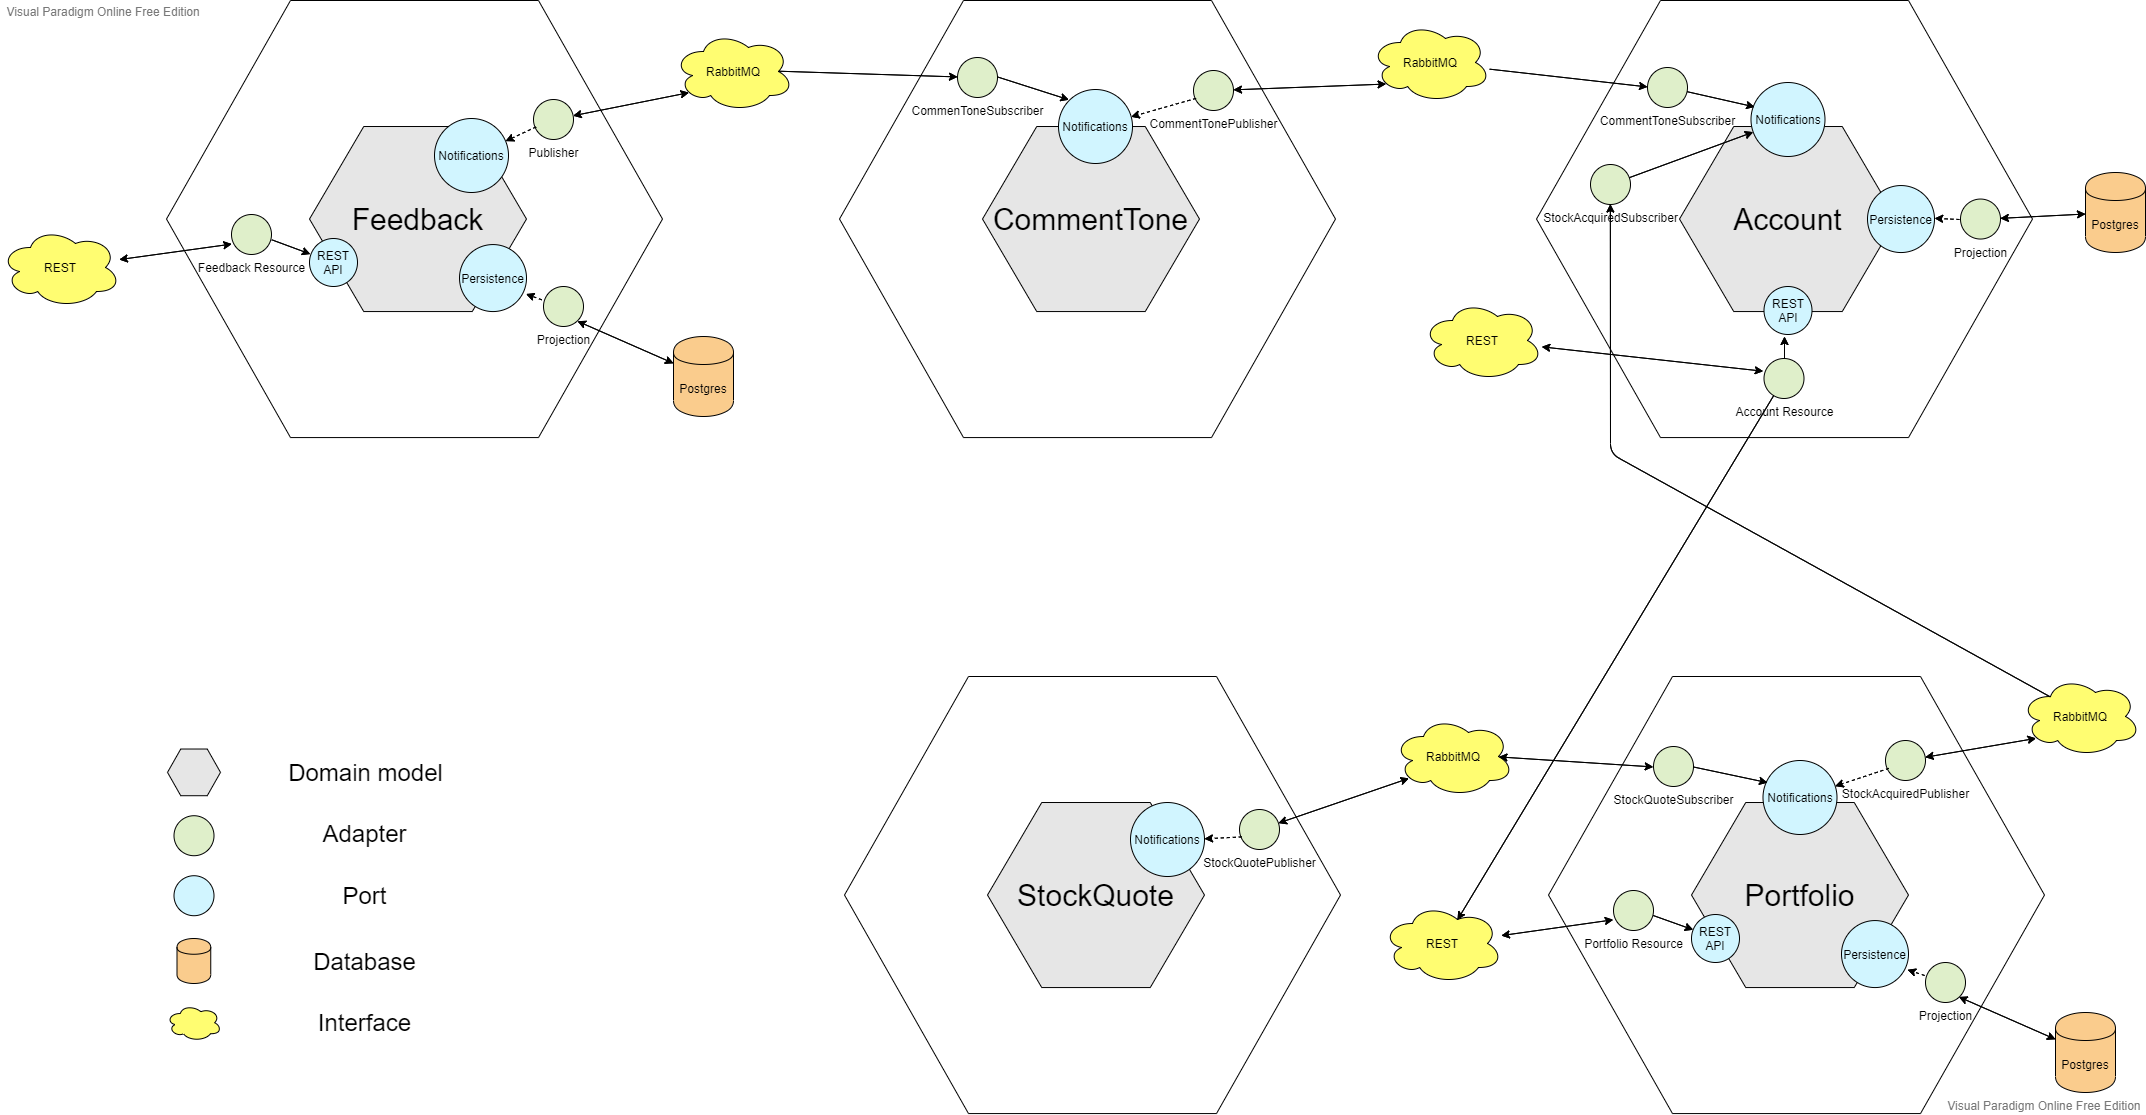 Visual Paradigm Online Free Edition
RabbitMQ
Notifications
Publisher
Feedback
Feedback Resource
REST
API
Persistence
Projection
Postgres
REST
CommenToneSubscriber
Notifications
CommentTonePublisher
CommentTone
RabbitMQ
CommentToneSubscriber
Notifications
StockAcquiredSubscriber
Account
Persistence
Projection
Postgres
REST
API
Account Resource
REST
Domain model
Adapter
Port
Database
Interface
StockQuote
Notifications
StockQuotePublisher
RabbitMQ
StockQuoteSubscriber
Notifications
StockAcquiredPublisher
RabbitMQ
Portfolio
REST
Portfolio Resource
REST
API
Persistence
Projection
Postgres
Visual Paradigm Online Free Edition